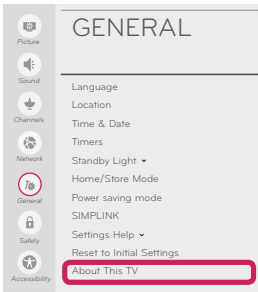 GENERAL
Picture
Sound
Channels
Network
General
Safety
Accessibility
Language
Location
Time & Date
Timers
Standby Light
Home/Store Mode
Power saving mode
SIMPLINK
Settings Help
Reset to Initial Settings
About This TV